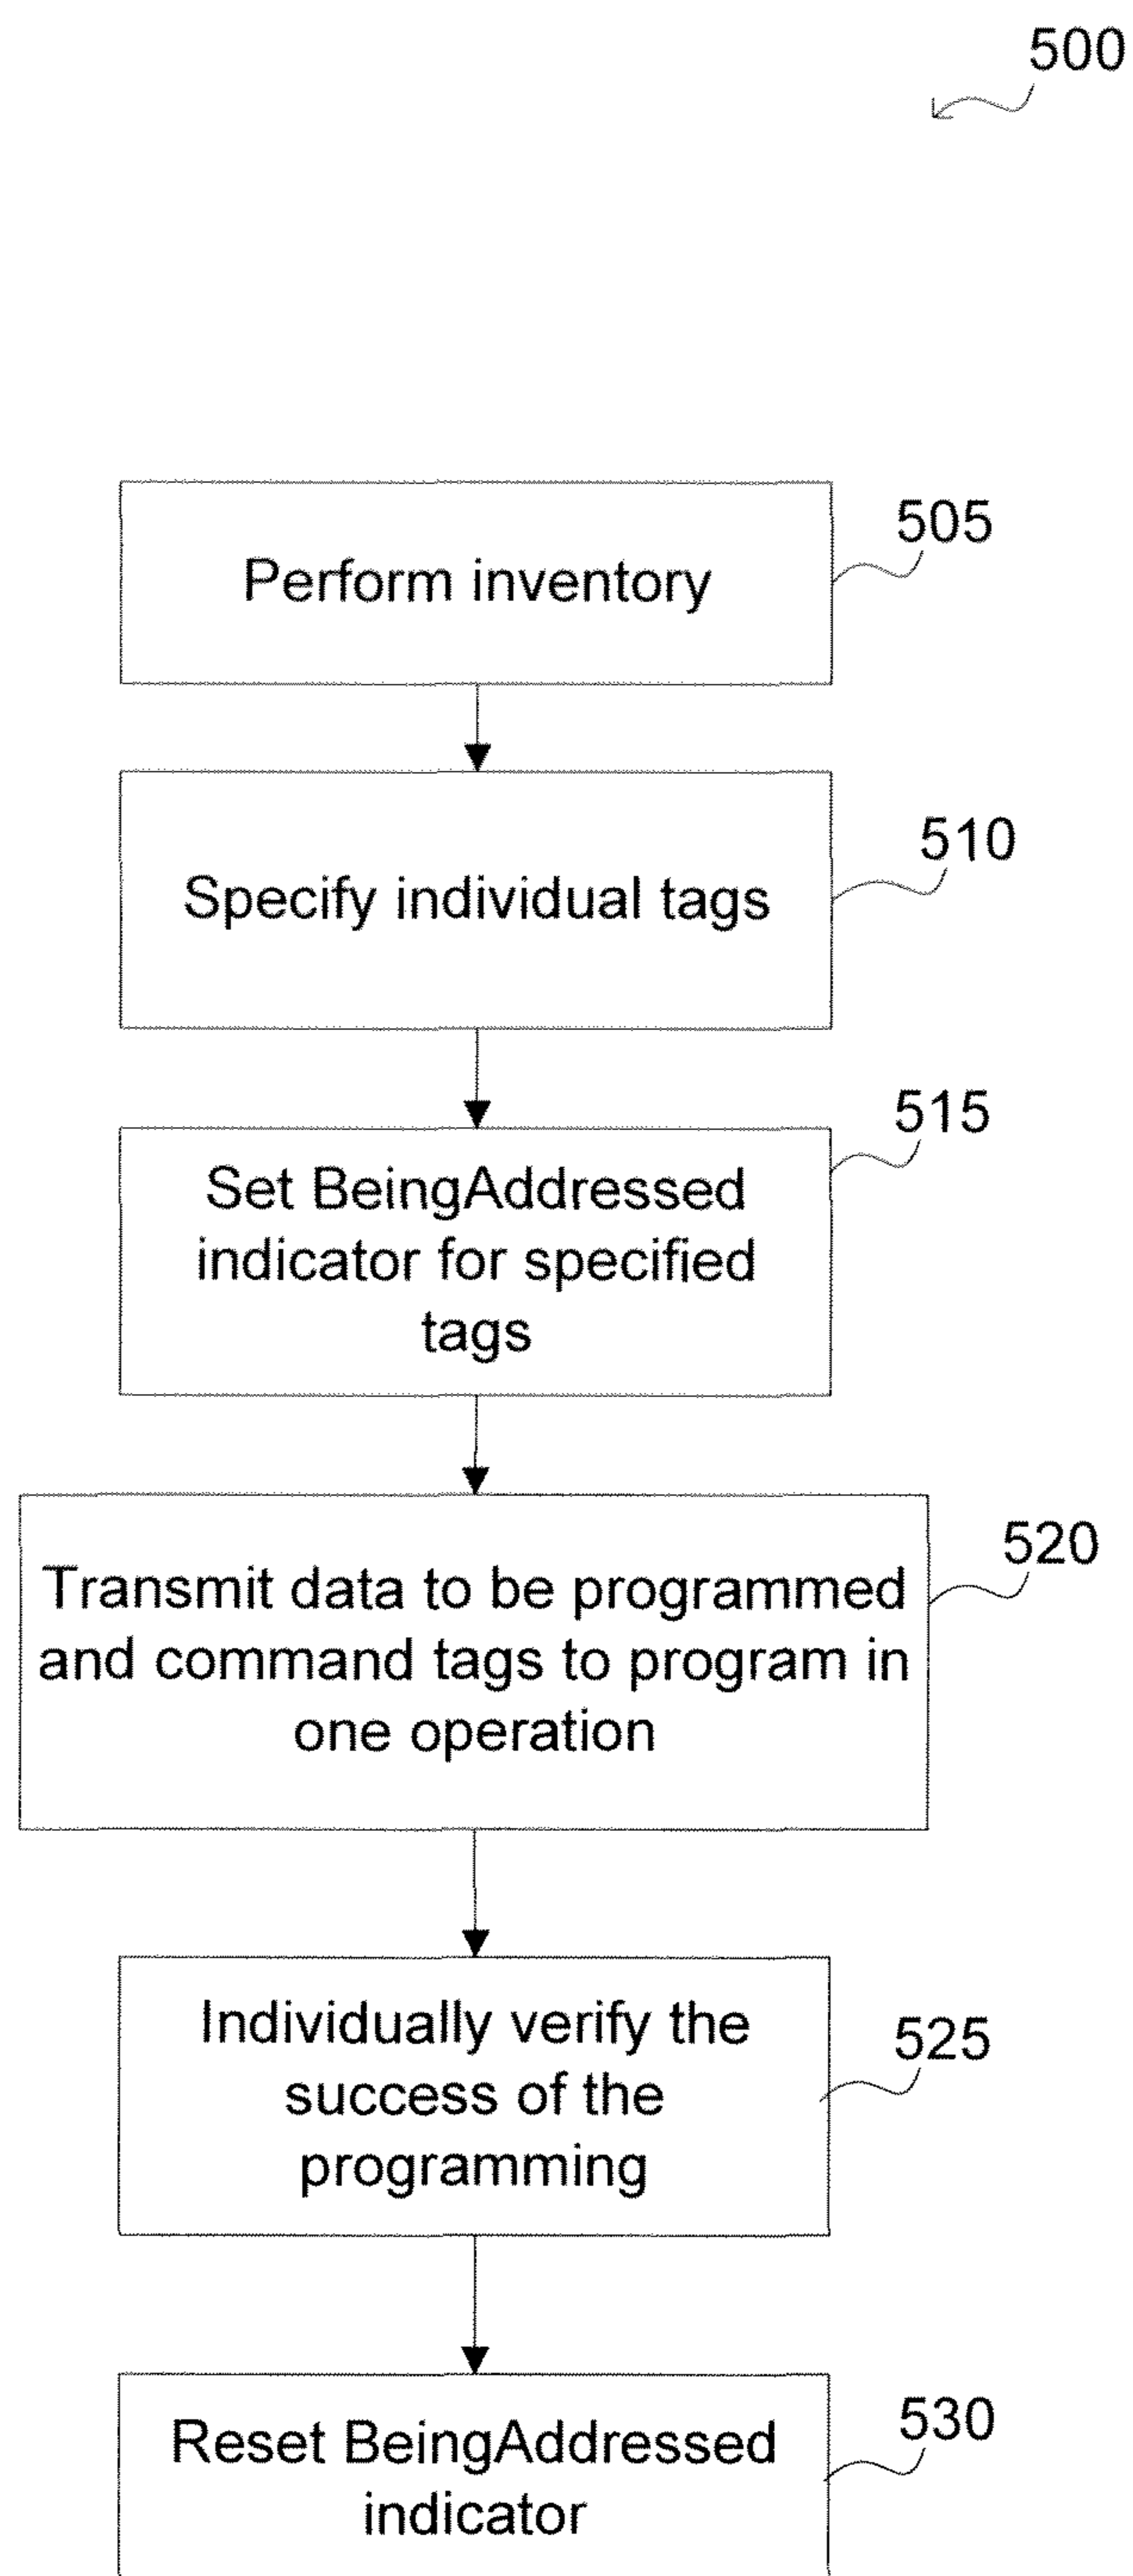 500
Perform inventory
505
Specify individual tags
510
Set BeingAddressed
indicator for specified
tags
515
Transmit data to be programmed
and command tags to program in
one operation
520
Individually verify the
success of the
programming
525
Reset BeingAddressed
indicator
530